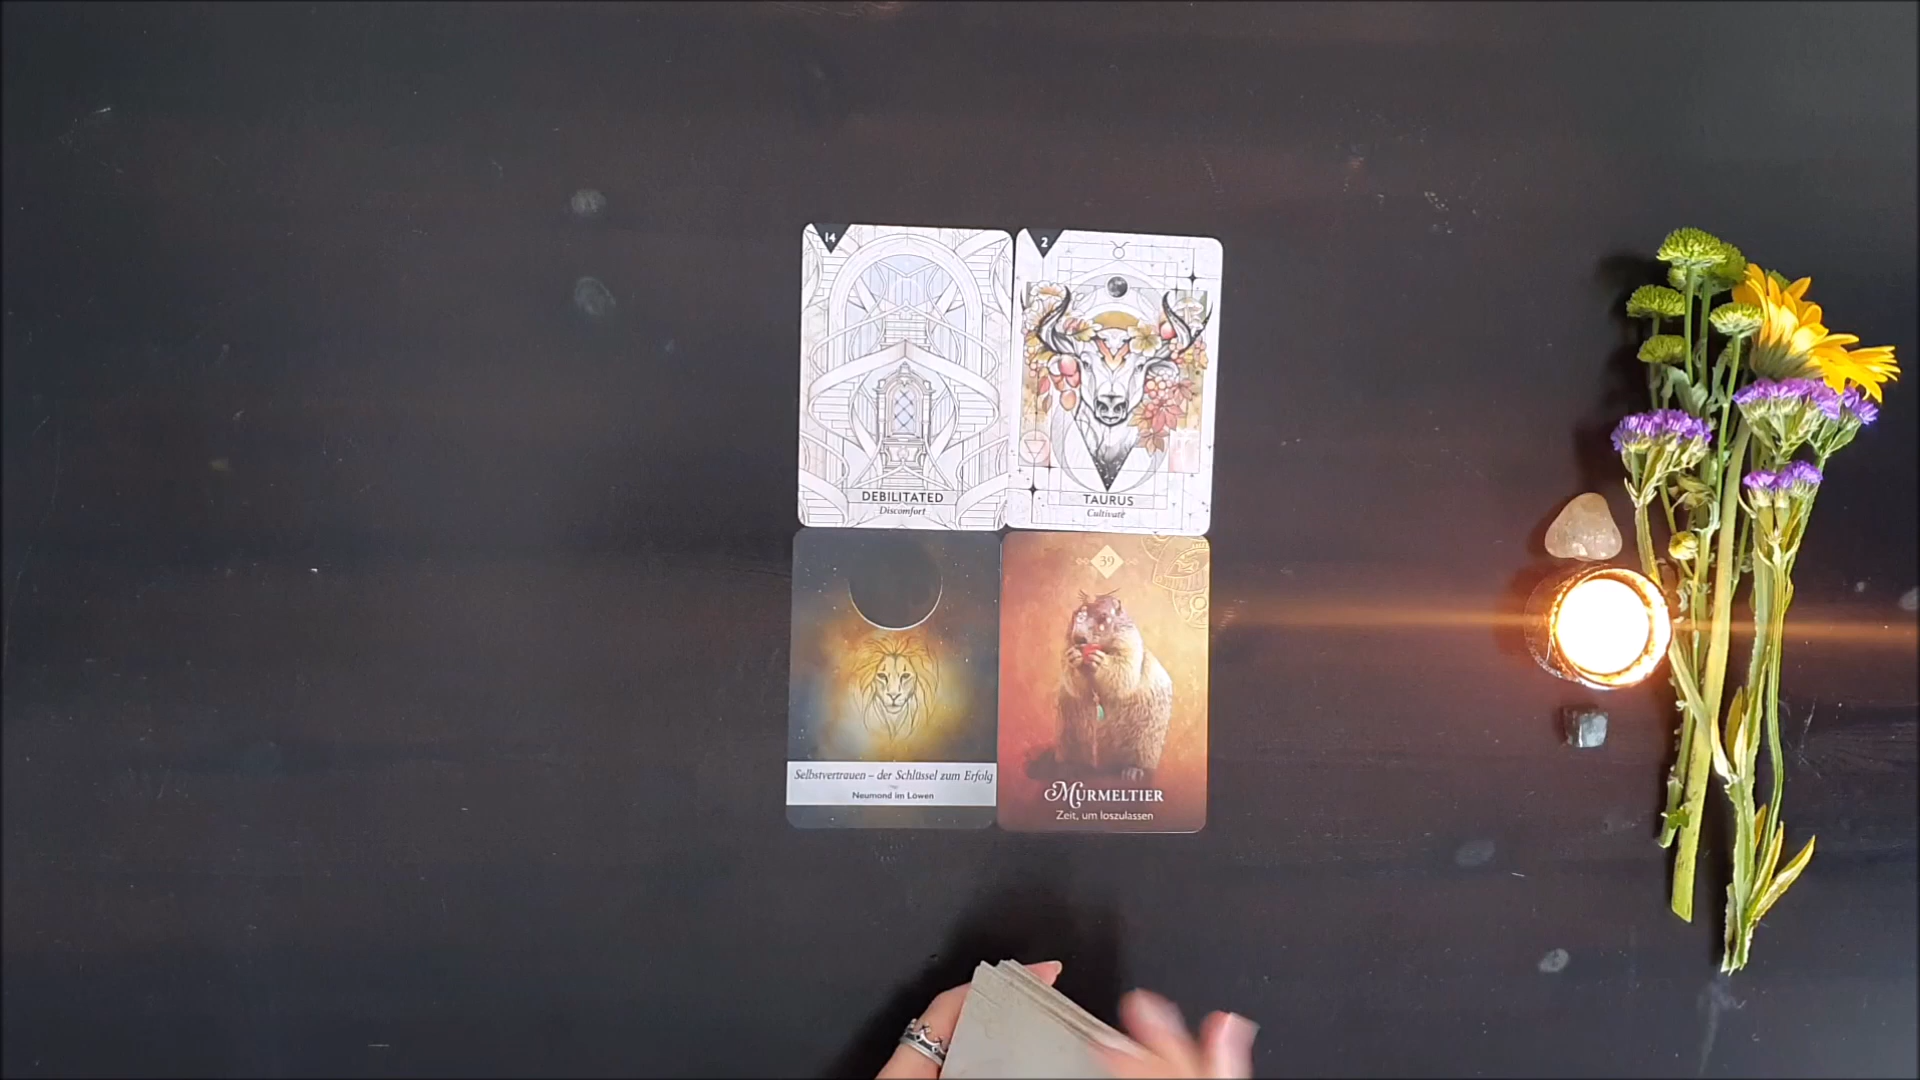 14
DEBILITATED
Discomfort
2
TAURUS
Cultivate
Selbstvertrauen – der Schlüssel zum Erfolg
Neumond im Löwen
39
MURMELTIER
Zeit, um loszulassen